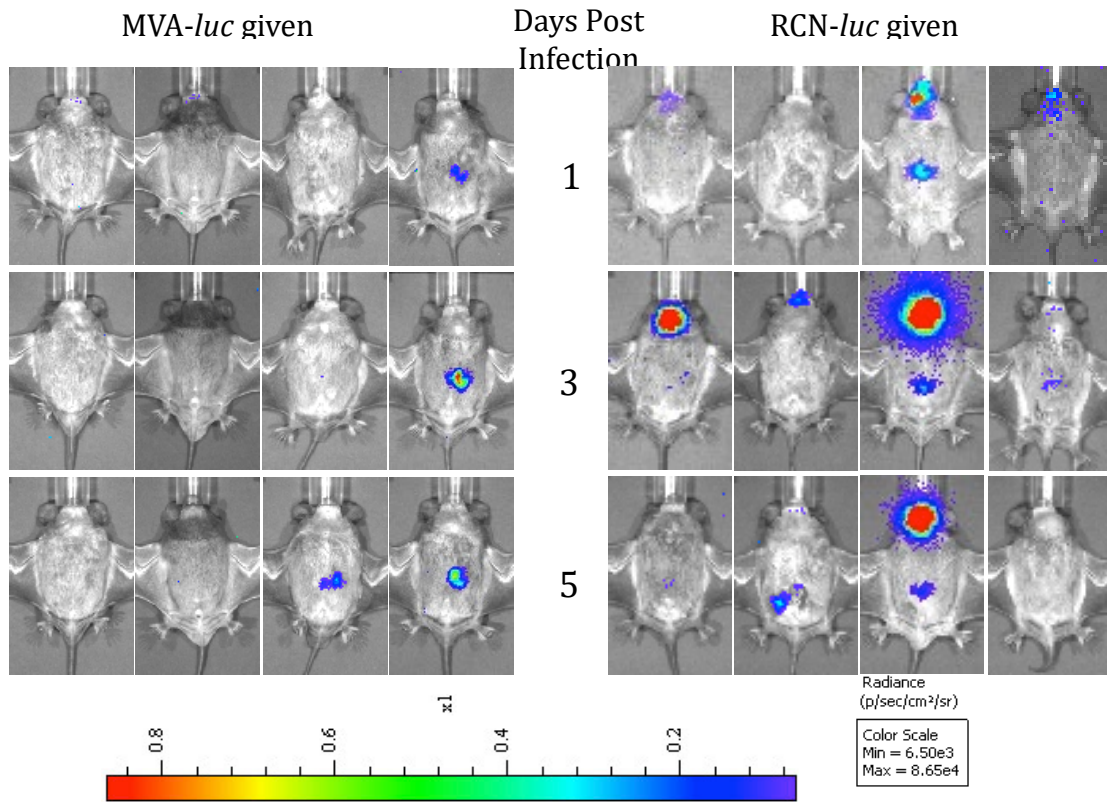 MVA-luc given
Days Post
Infection
RCN-luc given
1
3
5
x1
0.8
0.6
0.4
0.2
Radiance
(p/sec/cm²/sr)
Color Scale
Min = 6.50e3
Max = 8.65e4